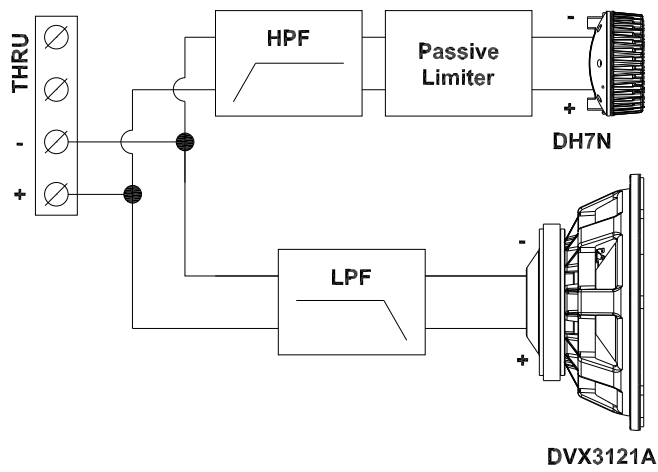 THRU
-
+
HPF
Passive
Limiter
-
+
DH7N
LPF
-
+
DVX3121A